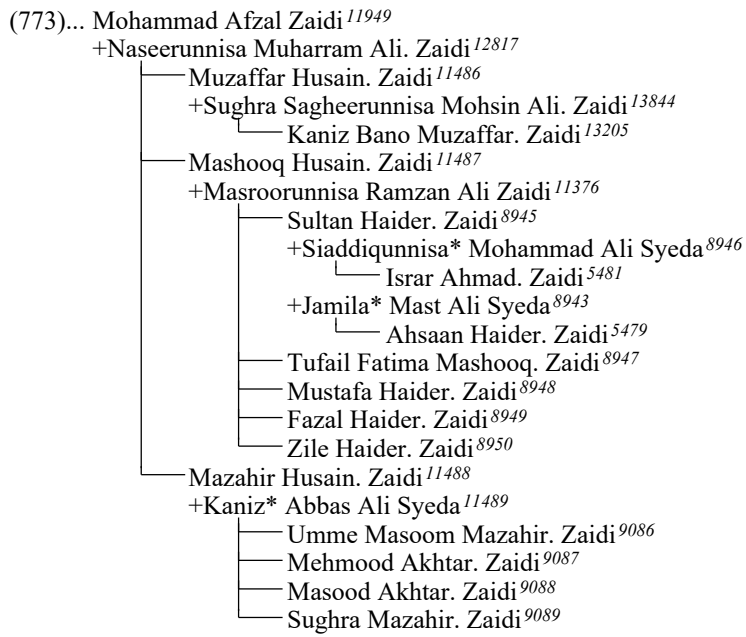 (773)... Mohammad Afzal Zaidi 11949
+Naseerunnisa Muharram Ali. Zaidi 12817
Muzaffar Husain. Zaidi 11486
+Sughra Sagheerunnisa Mohsin Ali. Zaidi 13844
Kaniz Bano Muzaffar. Zaidi 13205
Mashooq Husain. Zaidi 11487
+Masroorunnisa Ramzan Ali Zaidi 11376
Sultan Haider. Zaidi 8945
+Siaddiqunnisa* Mohammad Ali Syeda 8946
Israr Ahmad. Zaidi 5481
+Jamila* Mast Ali Syeda 8943
Ahsaan Haider. Zaidi 5479
Tufail Fatima Mashooq. Zaidi 8947
Mustafa Haider. Zaidi 8948
Fazal Haider. Zaidi 8949
Zile Haider. Zaidi 8950
Mazahir Husain. Zaidi 11488
+Kaniz* Abbas Ali Syeda 11489
Umme Masoom Mazahir. Zaidi 9086
Mehmood Akhtar. Zaidi 9087
Masood Akhtar. Zaidi 9088
Sughra Mazahir. Zaidi 9089